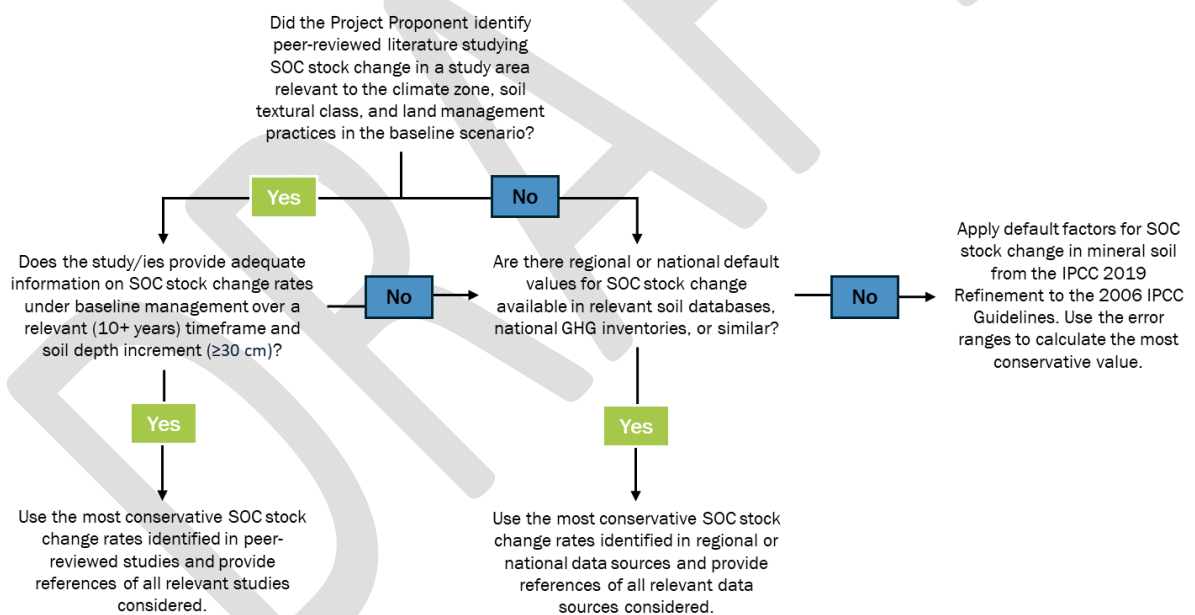 Did the Project Proponent identify
peer-reviewed literature studying
SOC stock change in a study area
relevant to the climate zone, soil
textural class, and land management
practices in the baseline scenario?
Yes
No
Does the study/ies provide adequate
information on SOC stock change rates
under baseline management over a
relevant (10+ years) timeframe and
soil depth increment (≥30 cm)?
No
Are there regional or national default
values for SOC stock change
available in relevant soil databases,
national GHG inventories, or similar?
No
Apply default factors for SOC
stock change in mineral soil
from the IPCC 2019
Refinement to the 2006 IPCC
Guidelines. Use the error
ranges to calculate the most
conservative value.
Yes
Yes
Use the most conservative SOC stock
change rates identified in peer-
reviewed studies and provide
references of all relevant studies
considered.
Use the most conservative SOC stock
change rates identified in regional or
national data sources and provide
references of all relevant data
sources considered.
DRA